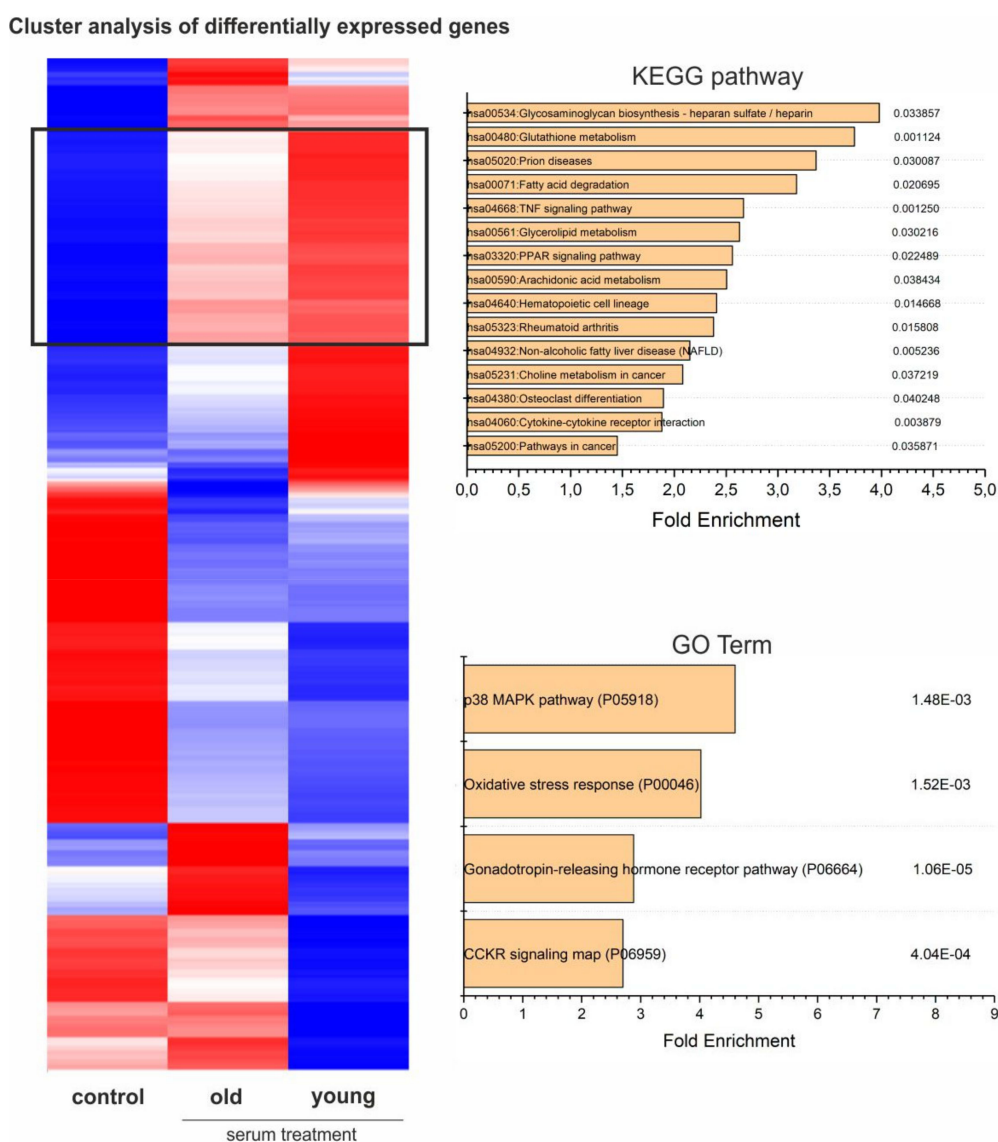 Cluster analysis of differentially expressed genes
KEGG pathway
hsa00534:Glycosaminoglycan biosynthesis - heparan sulfate / heparin 0.033857
hsa00480:Glutathione metabolism 0.001124
hsa05020:Prion diseases 0.030087
hsa00071:Fatty acid degradation 0.020695
hsa04668:TNF signaling pathway 0.001250
hsa00561:Glycerolipid metabolism 0.030216
hsa03320:PPAR signaling pathway 0.022489
hsa00590:Arachidonic acid metabolism 0.038434
hsa04640:Hematopoietic cell lineage 0.014668
hsa05323:Rheumatoid arthritis 0.015808
hsa04932:Non-alcoholic fatty liver disease (NAFLD) 0.005236
hsa05231:Choline metabolism in cancer 0.037219
hsa04380:Osteoclast differentiation 0.040248
hsa04060:Cytokine-cytokine receptor interaction 0.003879
hsa05200:Pathways in cancer 0.035871
0,0 0,5 1,0 1,5 2,0 2,5 3,0 3,5 4,0 4,5 5,0
Fold Enrichment
GO Term
p38 MAPK pathway (P05918) 1.48E-03
Oxidative stress response (P00046) 1.52E-03
Gonadotropin-releasing hormone receptor pathway (P06664) 1.06E-05
CCKR signaling map (P06959) 4.04E-04
0 1 2 3 4 5 6 7 8 9
Fold Enrichment
control old young
serum treatment